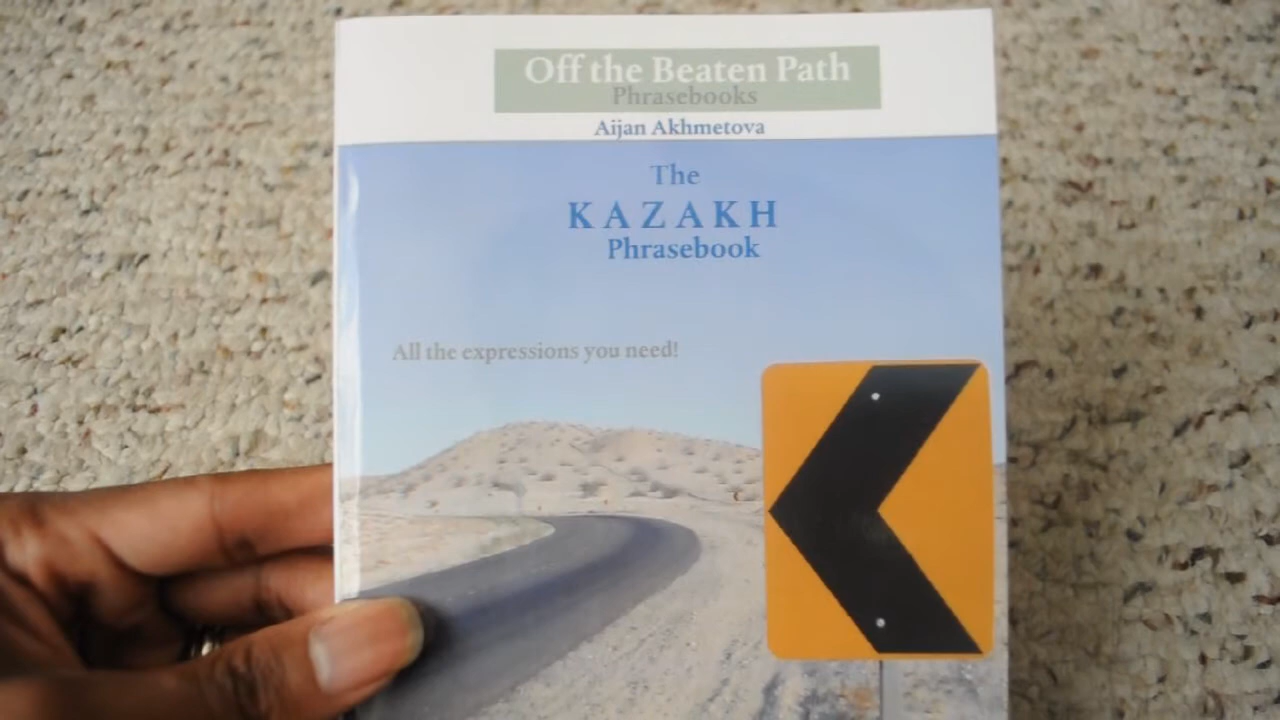 Off the Beaten Path
Phrasebooks
Aijan Akhmetova
The
KAZAKH
Phrasebook
All the expressions you need!